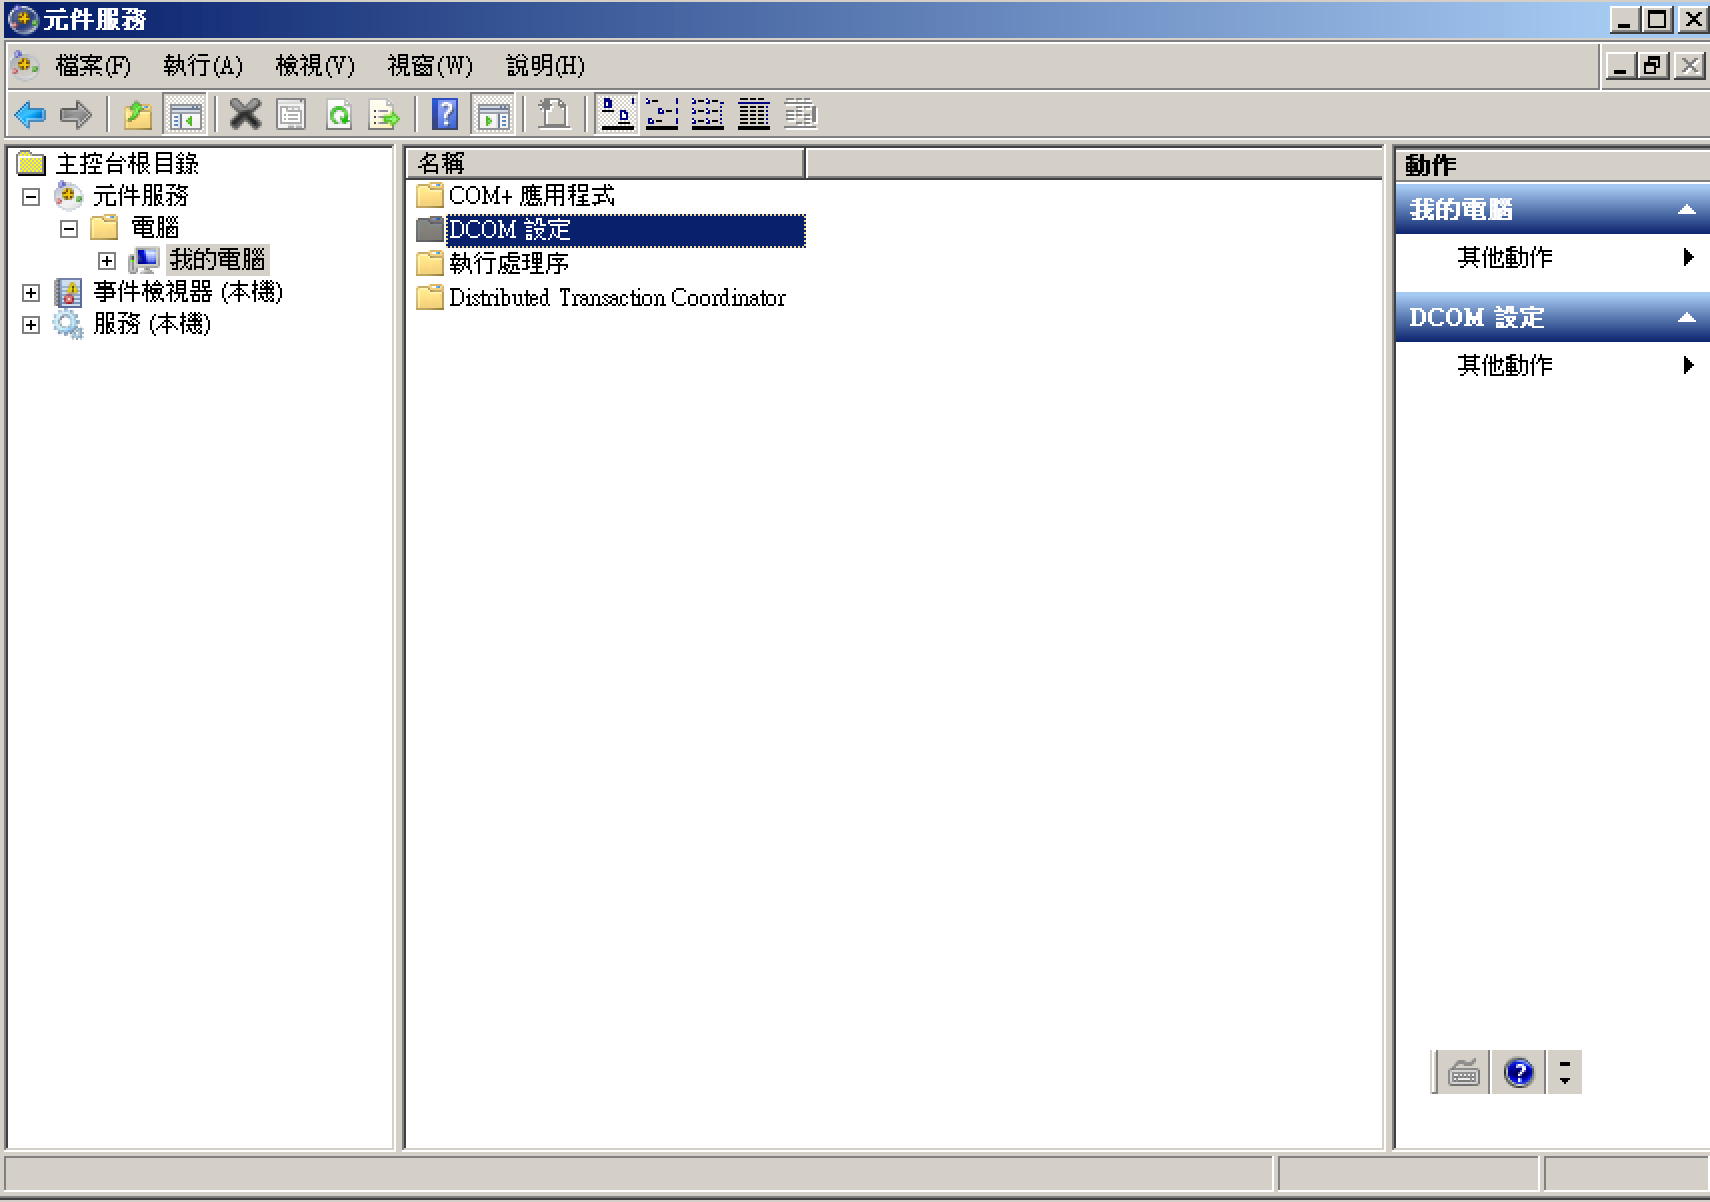 元件服務
檔案(F) 執行(A) 檢視(V) 視窗(W) 說明(H)
主控台根目錄
元件服務
電腦
我的電腦
事件檢視器 (本機)
服務 (本機)
名稱
COM+ 應用程式
DCOM 設定
執行處理序
Distributed Transaction Coordinator
動作
我的電腦
其他動作
DCOM 設定
其他動作